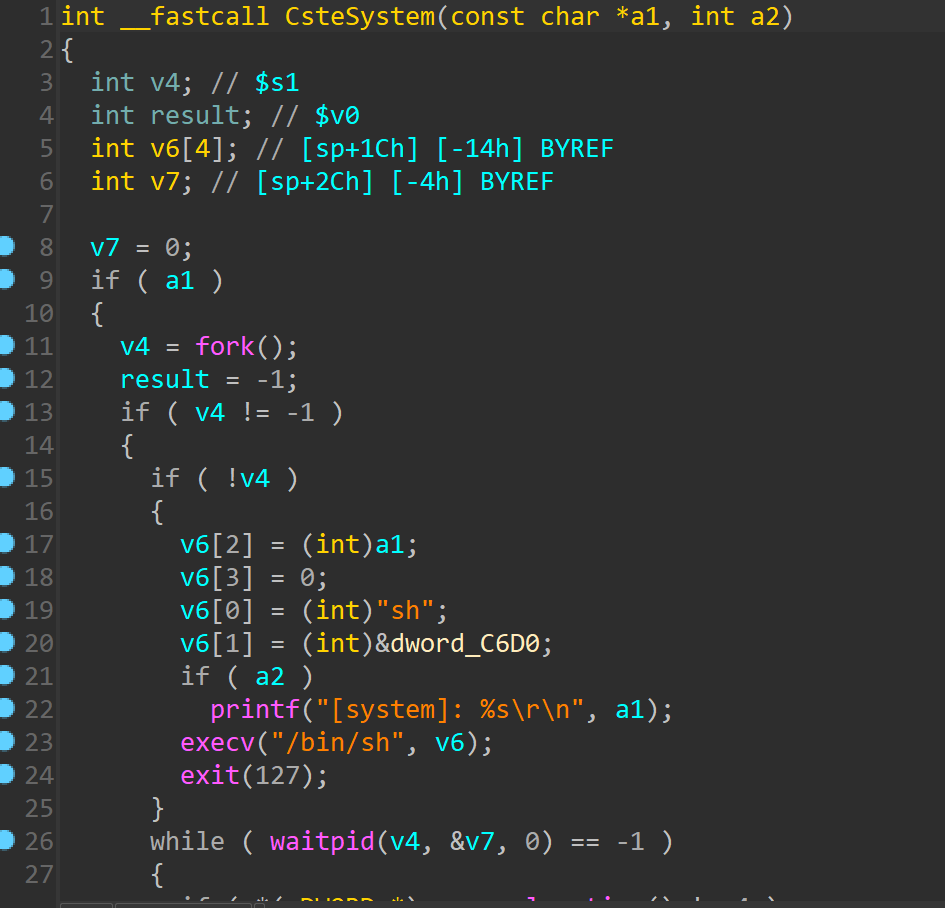 1 int __fastcall CsteSystem(const char *a1, int a2)
2 {
3 int v4; // $s1
4 int result; // $v0
5 int v6[4]; // [sp+1Ch] [-14h] BYREF
6 int v7; // [sp+2Ch] [-4h] BYREF
7
8 v7 = 0;
9 if ( a1 )
10 {
11 v4 = fork();
12 result = -1;
13 if ( v4 != -1 )
14 {
15 if ( !v4 )
16 {
17 v6[2] = (int)a1;
18 v6[3] = 0;
19 v6[0] = (int)"sh";
20 v6[1] = (int)&dword_C6D0;
21 if ( a2 )
22 printf("[system]: %s\r\n", a1);
23 execv("/bin/sh", v6);
24 exit(127);
25 }
26 while ( waitpid(v4, &v7, 0) == -1 )
27 {